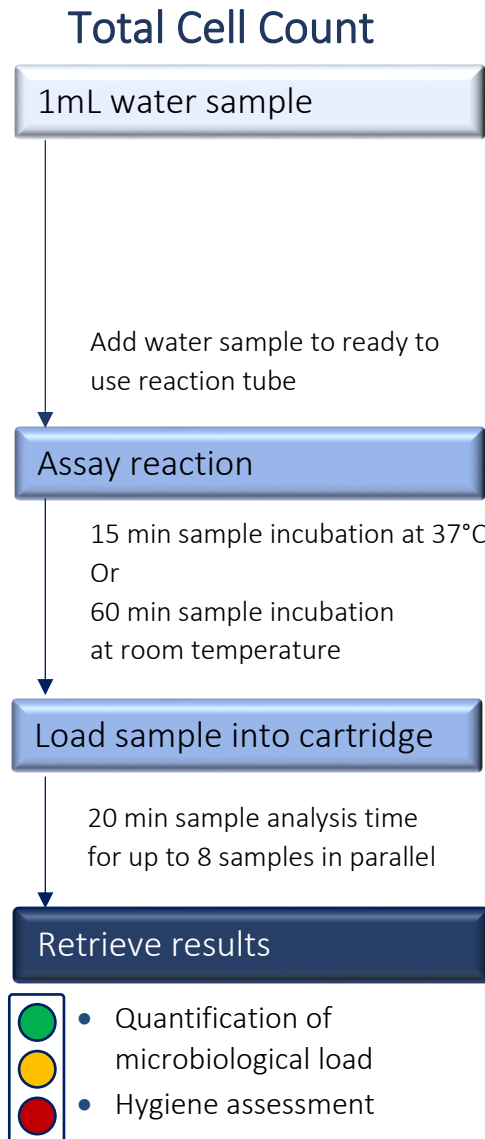 Total Cell Count
1mL water sample
Add water sample to ready to
use reaction tube
Assay reaction
15 min sample incubation at 37°C
Or
60 min sample incubation
at room temperature
Load sample into cartridge
20 min sample analysis time
for up to 8 samples in parallel
Retrieve results
• Quantification of
microbiological load
• Hygiene assessment